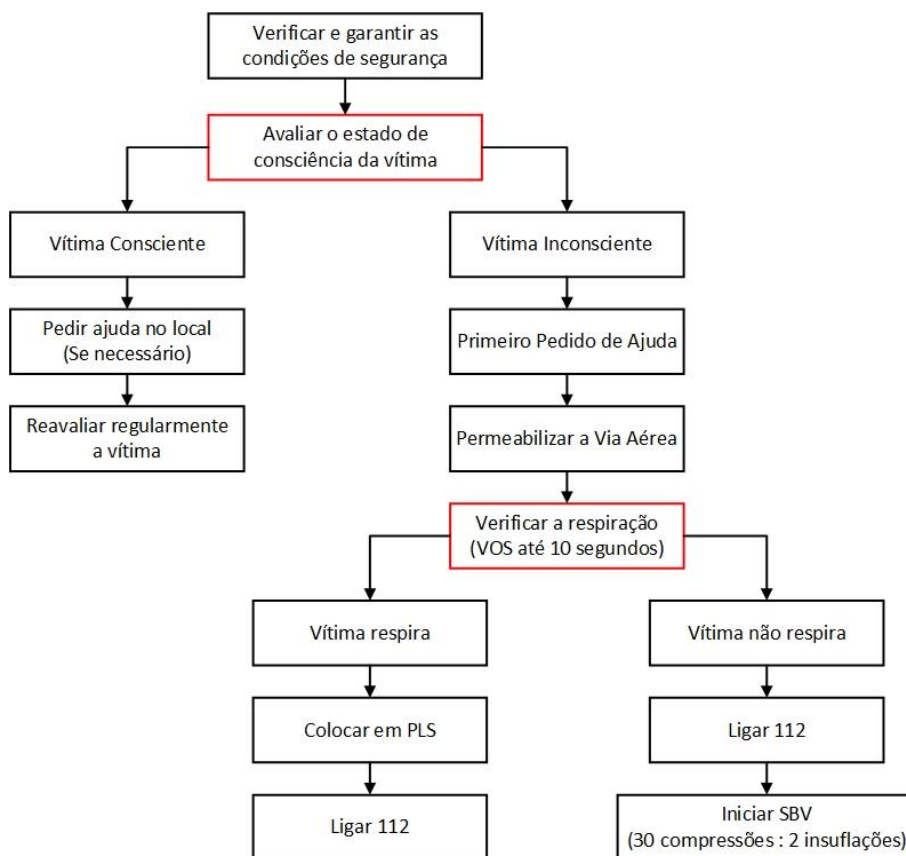 Verificar e garantir as
condições de segurança
Avaliar o estado de
consciência da vítima
Vítima Consciente
Vítima Inconsciente
Pedir ajuda no local
(Se necessário)
Primeiro Pedido de Ajuda
Reavaliar regularmente
a vítima
Permeabilizar a Via Aérea
Verificar a respiração
(VOS até 10 segundos)
Vítima respira
Vítima não respira
Colocar em PLS
Ligar 112
Ligar 112
Iniciar SBV
(30 compressões : 2 insuflações)